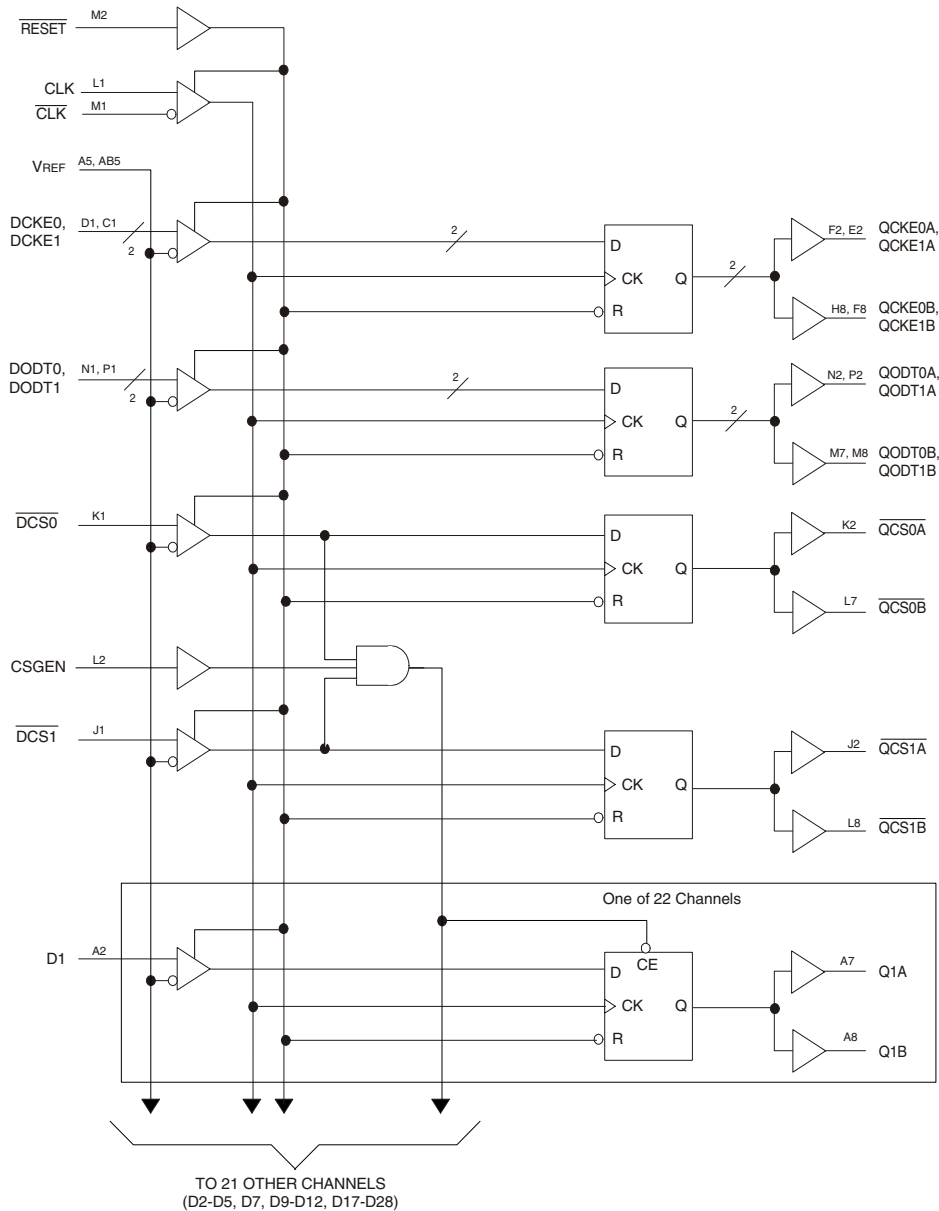 RESET M2
CLK L1
CLK M1
VREF A5, AB5
DCKE0, D1, C1
DCKE1 2
2
D
CK Q
R
2
F2, E2 QCKE0A,
QCKE1A
H8, F8 QCKE0B,
QCKE1B
DODT0, N1, P1
DODT1 2
2
D
CK Q
R
2
N2, P2 QODT0A,
QODT1A
M7, M8 QODT0B,
QODT1B
DCS0 K1
D
CK Q
R
K2 QCS0A
L7 QCS0B
CSGEN L2
DCS1 J1
D
CK Q
R
J2 QCS1A
L8 QCS1B
One of 22 Channels
D1 A2
CE
D
CK Q
R
A7 Q1A
A8 Q1B
TO 21 OTHER CHANNELS
(D2-D5, D7, D9-D12, D17-D28)